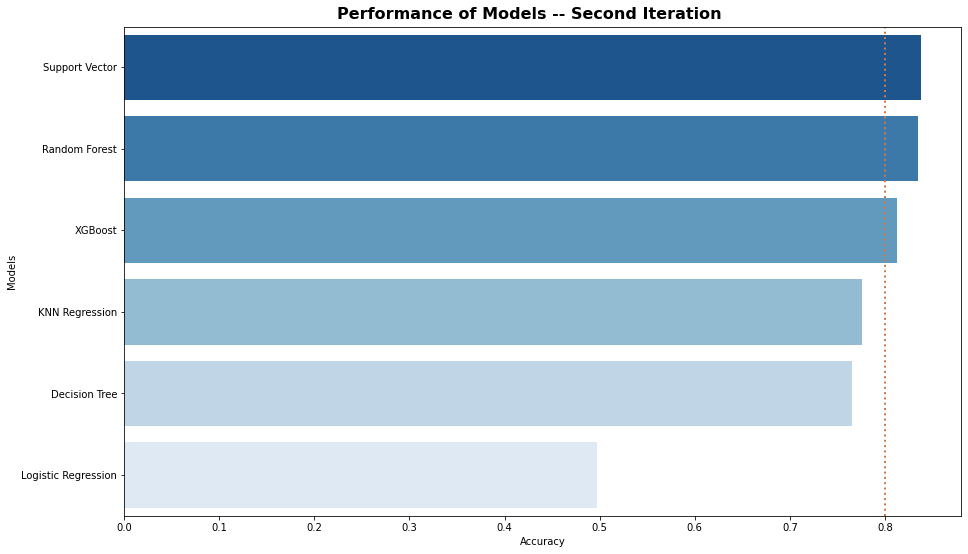 Performance of Models -- Second Iteration
Models
Support Vector
Random Forest
XGBoost
KNN Regression
Decision Tree
Logistic Regression
0.0 0.1 0.2 0.3 0.4 0.5 0.6 0.7 0.8
Accuracy